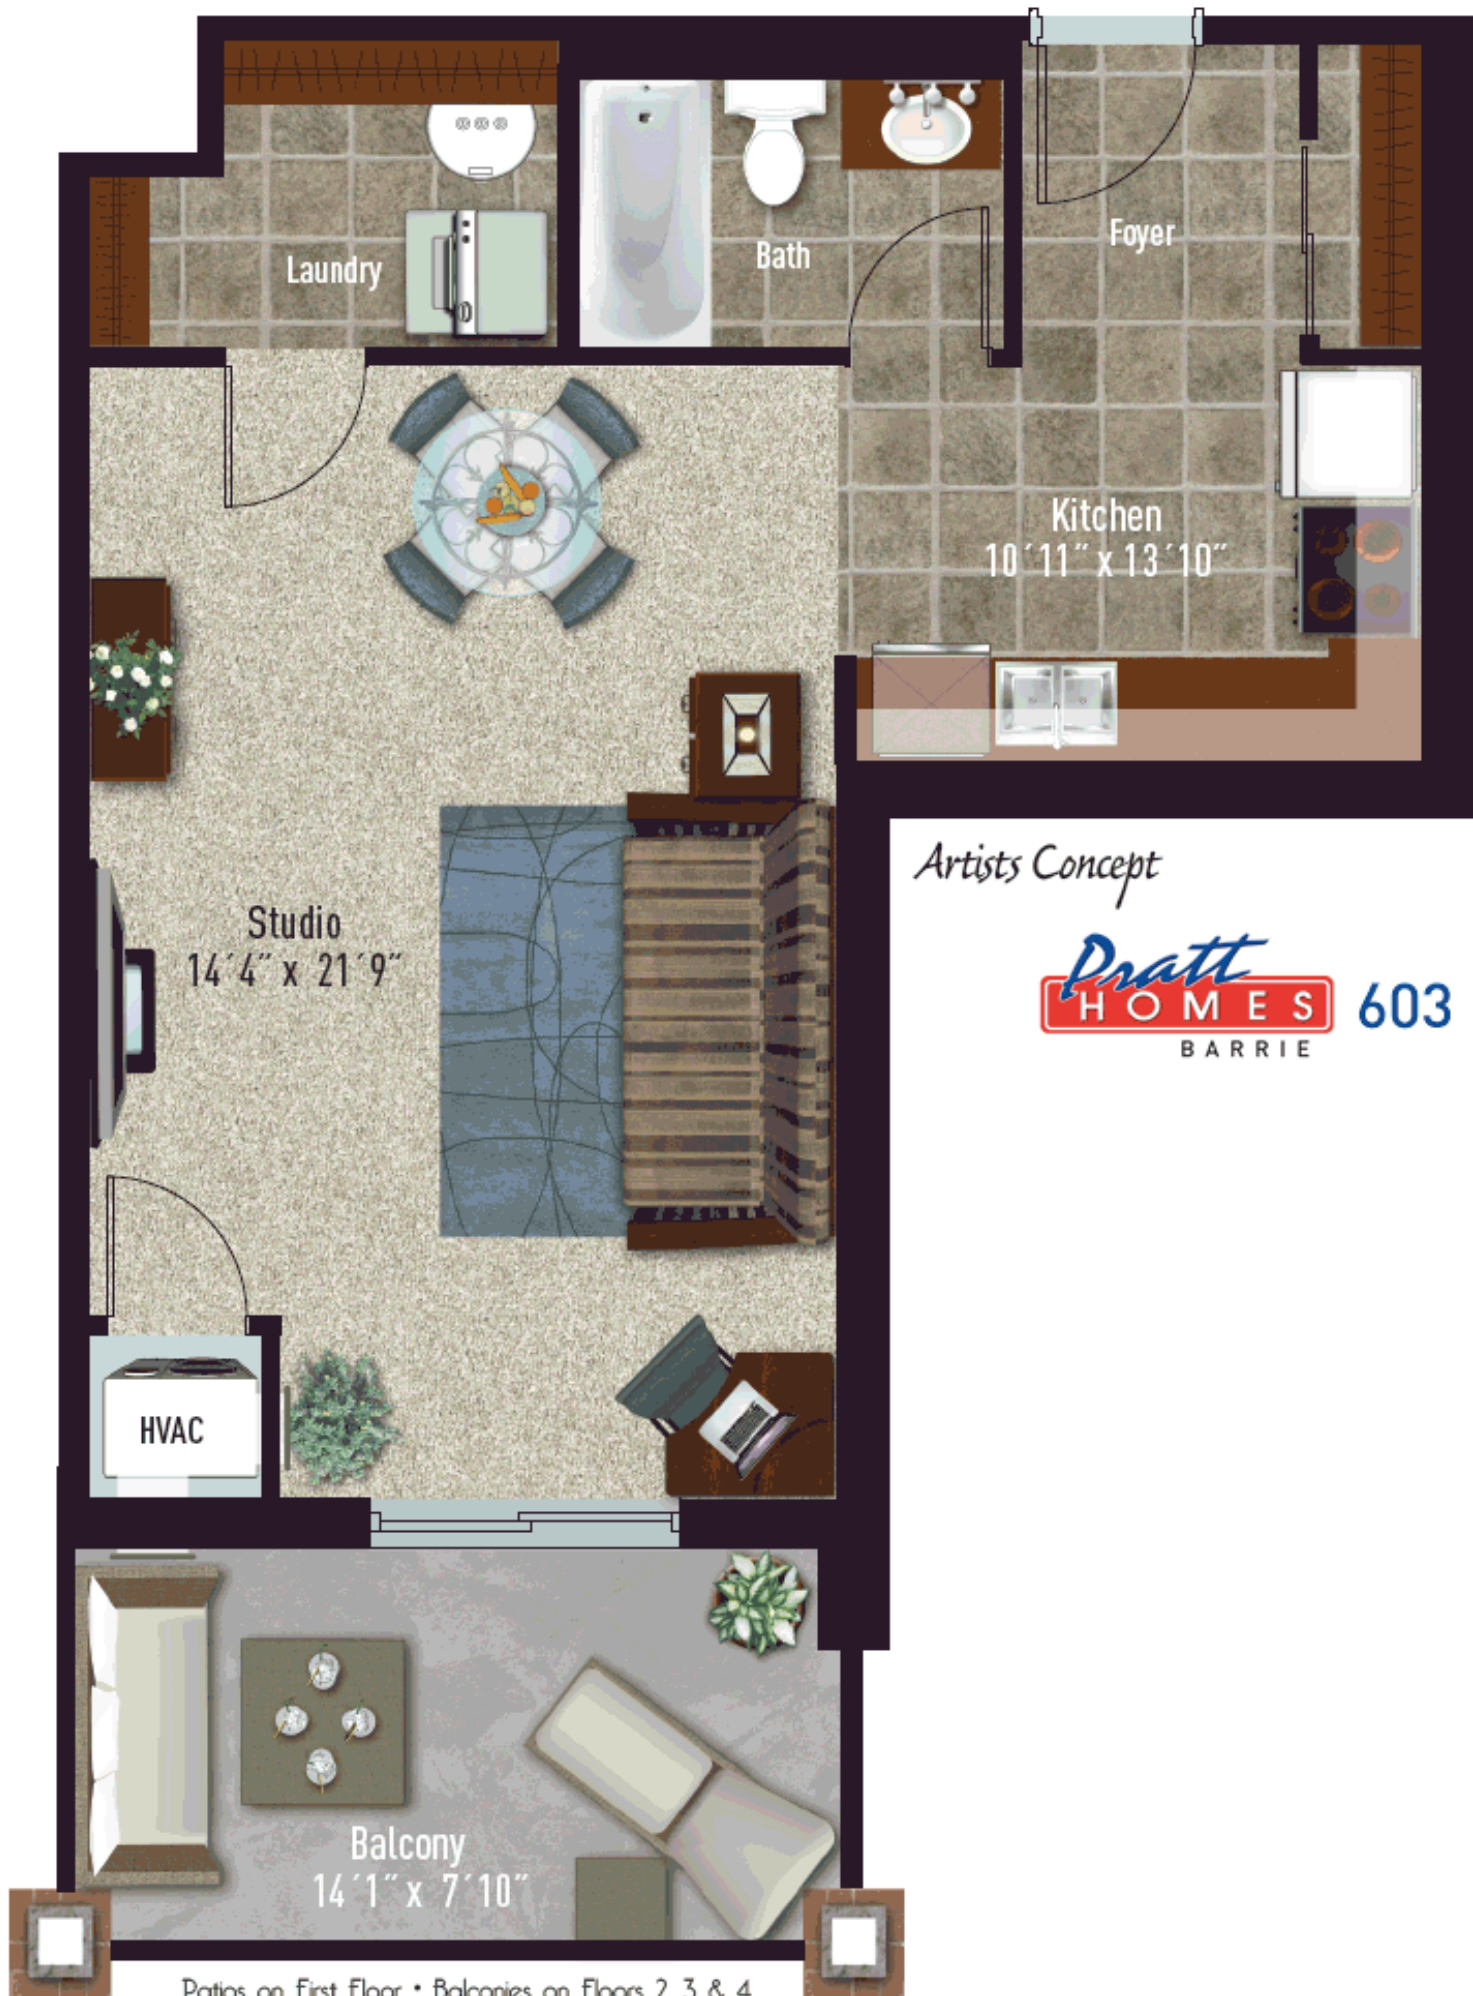 Laundry
Bath
Foyer
Kitchen
10´11˝ x 13´10˝
Studio
14´4˝ x 21´9˝
Artists Concept
Pratt
HOMES 603
BARRIE
HVAC
Balcony
14´1˝ x 7´10˝
Patios on First Floor • Balconies on Floors 2, 3 & 4